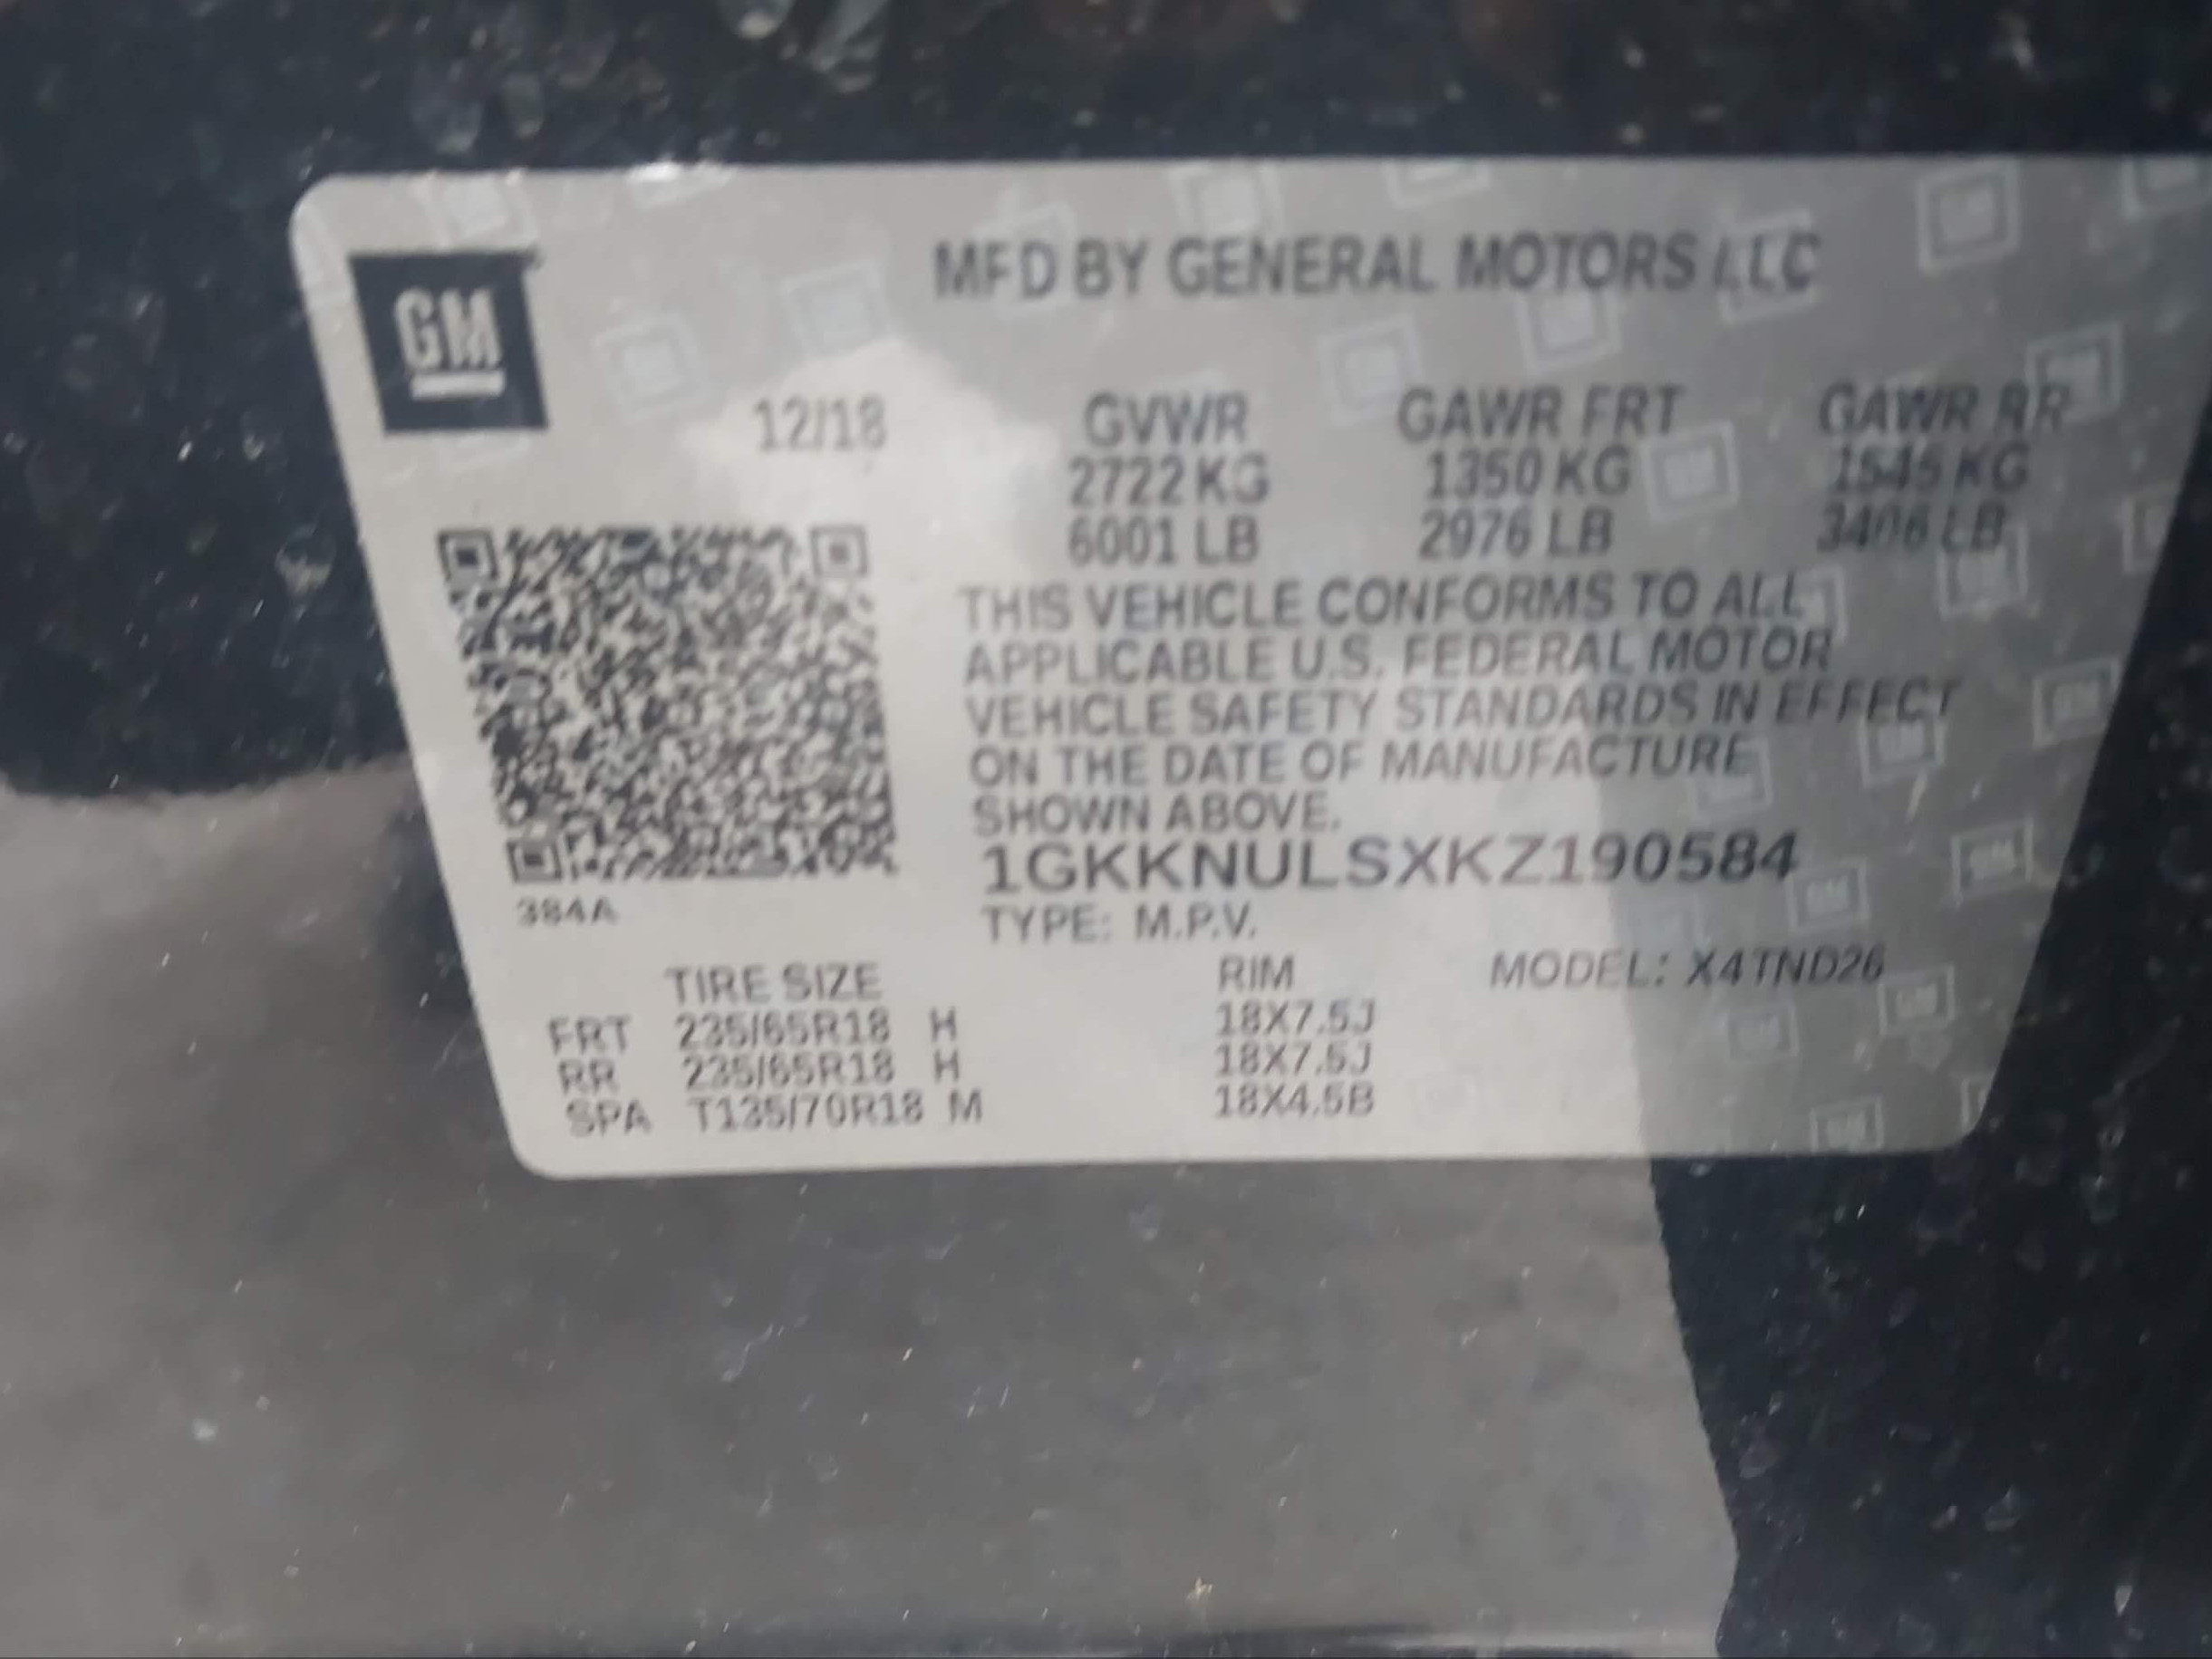 GM
MFD BY GENERAL MOTORS LLC
12/18 GVWR GAWR FRT GAWR RR
2722 KG 1350 KG 1545 KG
6001 LB 2976 LB 3406 LB
THIS VEHICLE CONFORMS TO ALL
APPLICABLE U.S. FEDERAL MOTOR
VEHICLE SAFETY STANDARDS IN EFFECT
ON THE DATE OF MANUFACTURE
SHOWN ABOVE.
1GKKNULSXKZ190584
384A
TYPE: M.P.V.
TIRE SIZE RIM MODEL: X4TND26
FRT 235/65R18 H 18X7.5J
RR 235/65R18 H 18X7.5J
SPA T135/70R18 M 18X4.5B